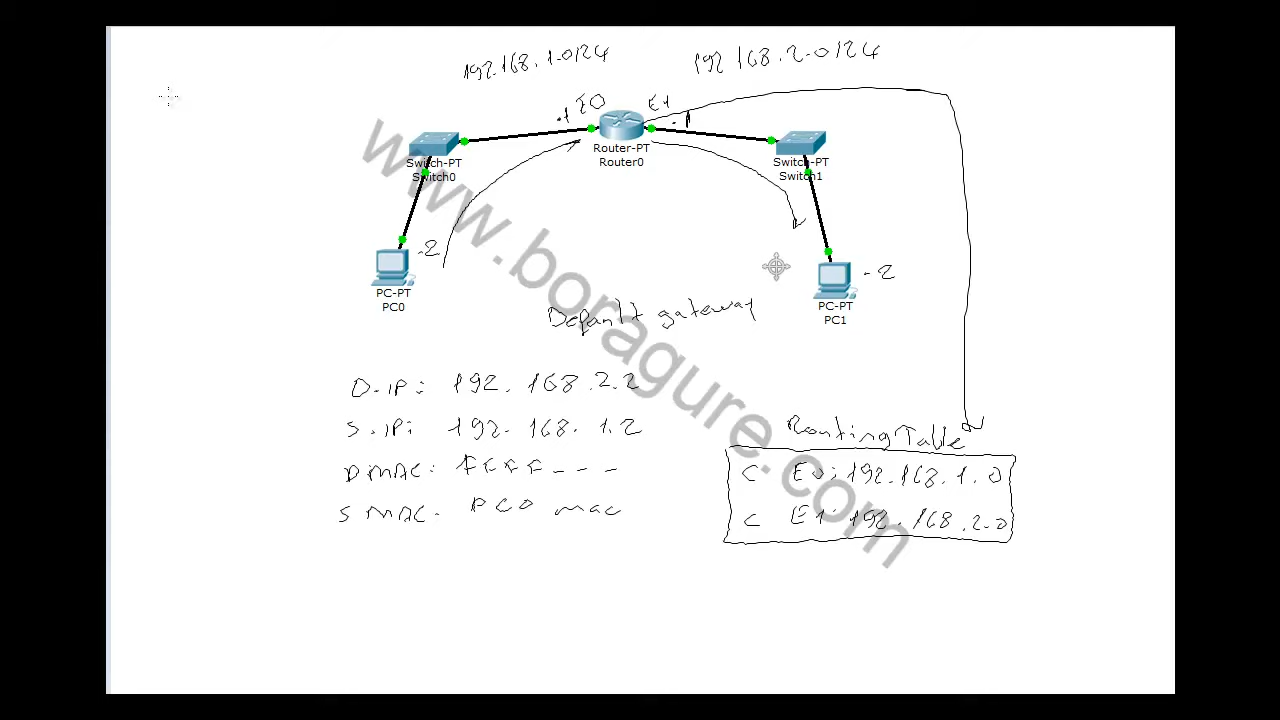 192.168.1.0/24
192.168.2.0/24
.1 E0
E1
.1
Router-PT
Router0
Switch-PT
Switch0
Switch-PT
Switch1
.2
PC-PT
PC0
.2
PC-PT
PC1
Default gateway
www.boragure.com
D.IP: 192.168.2.2
S.IP: 192.168.1.2
D MAC: FFFF---
S MAC: PC0 mac
Routing Table
C E0: 192.168.1.0
C E1: 192.168.2.0